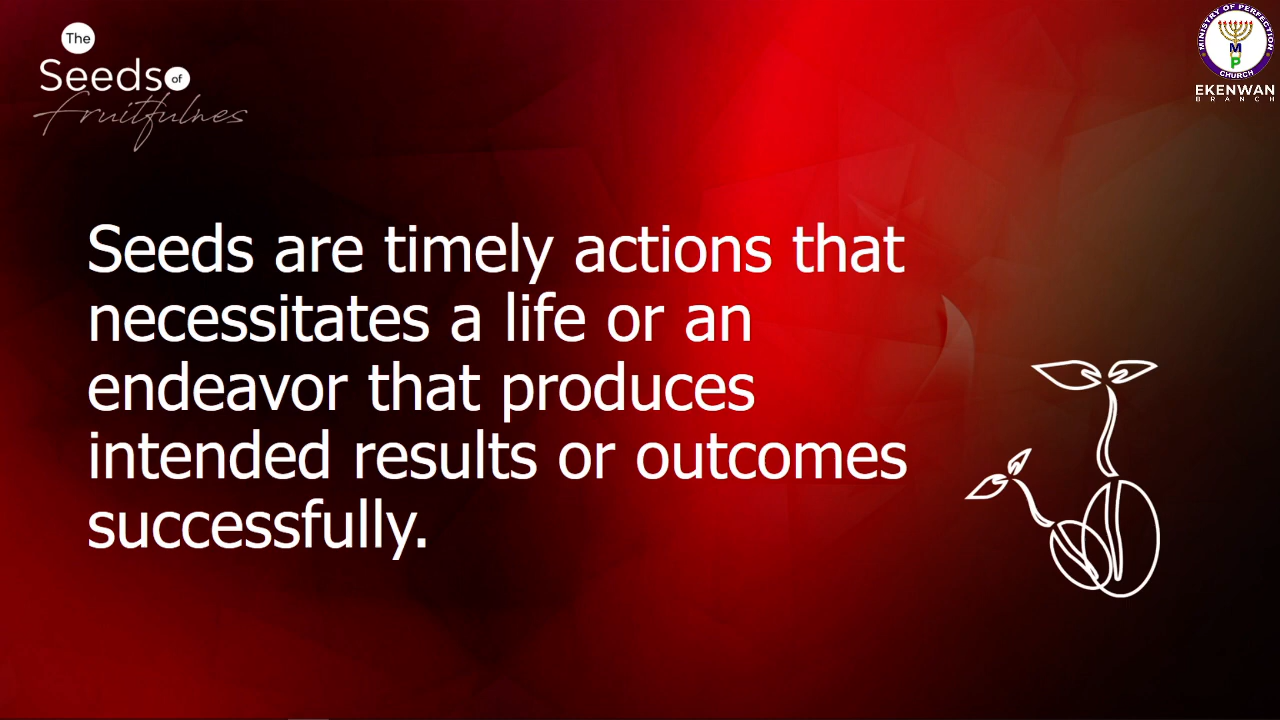 The
Seeds of
fruitfulnes
MINISTRY OF PERFECTION
M
P
CHURCH
EKENWAN
BRANCH
Seeds are timely actions that
necessitates a life or an
endeavor that produces
intended results or outcomes
successfully.